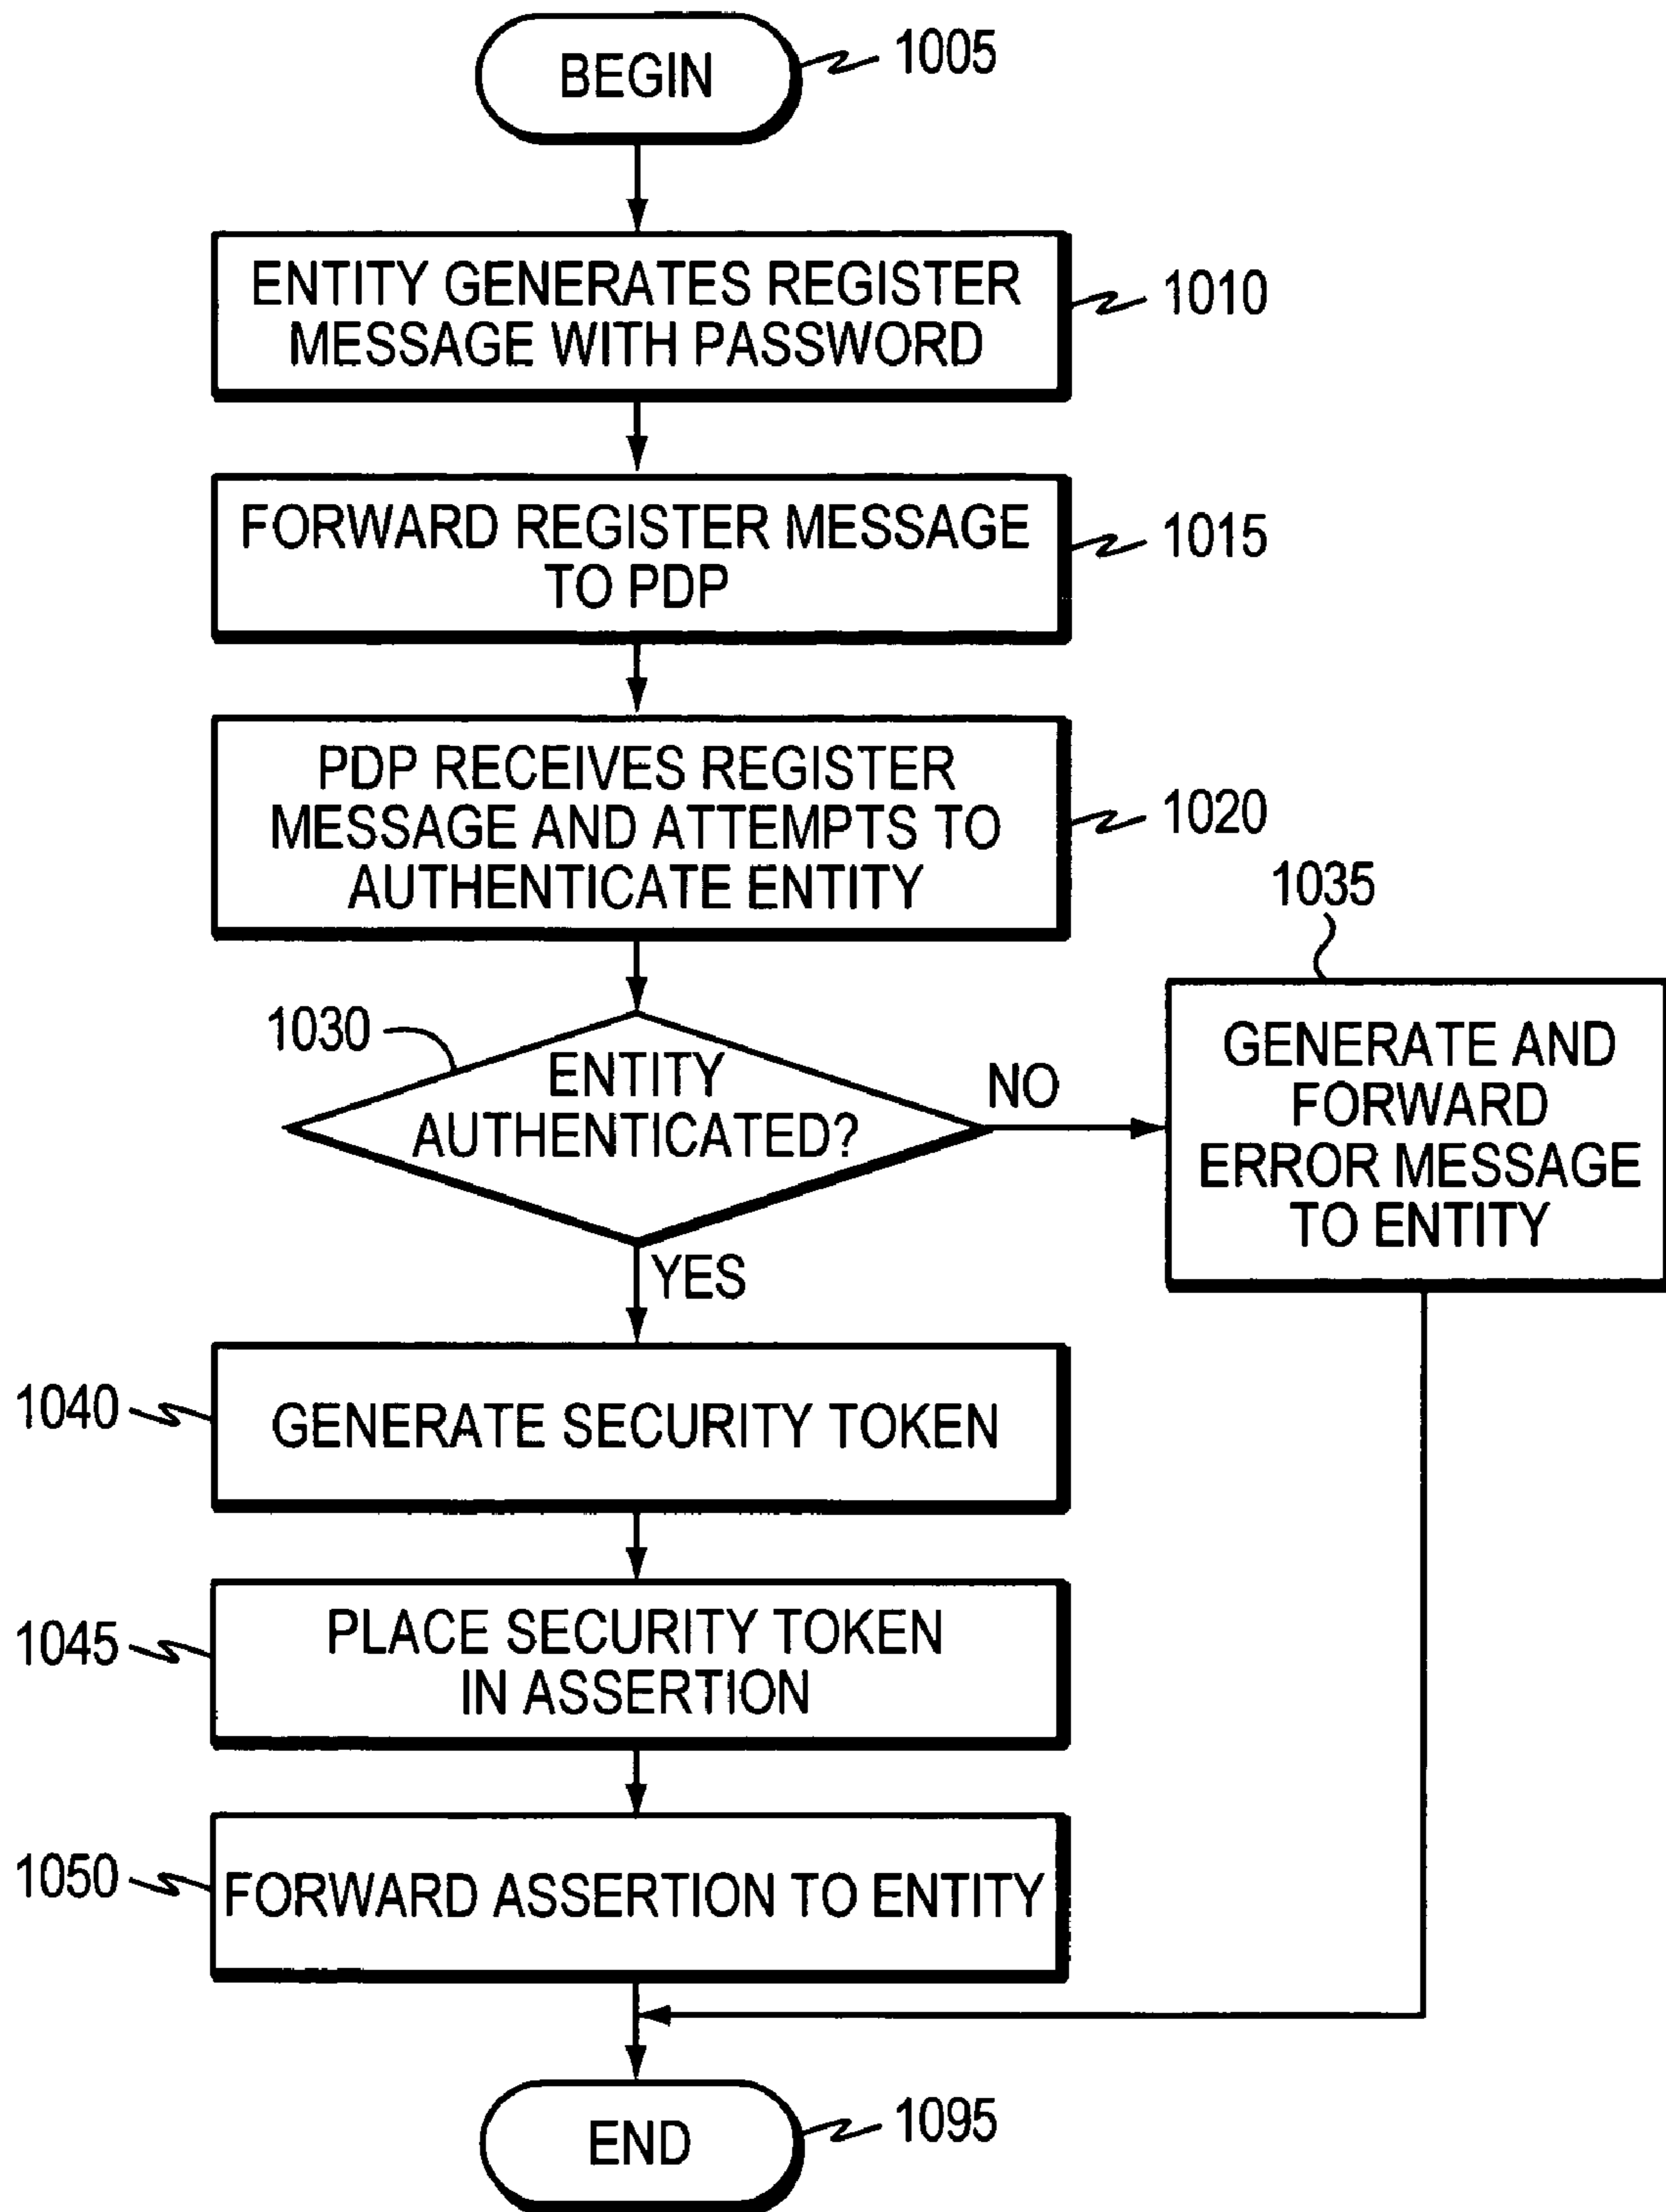 BEGIN
1005
ENTITY GENERATES REGISTER
MESSAGE WITH PASSWORD
1010
FORWARD REGISTER MESSAGE
TO PDP
1015
PDP RECEIVES REGISTER
MESSAGE AND ATTEMPTS TO
AUTHENTICATE ENTITY
1020
1030
ENTITY
AUTHENTICATED?
NO
1035
GENERATE AND
FORWARD
ERROR MESSAGE
TO ENTITY
YES
1040
GENERATE SECURITY TOKEN
1045
PLACE SECURITY TOKEN
IN ASSERTION
1050
FORWARD ASSERTION TO ENTITY
END
1095